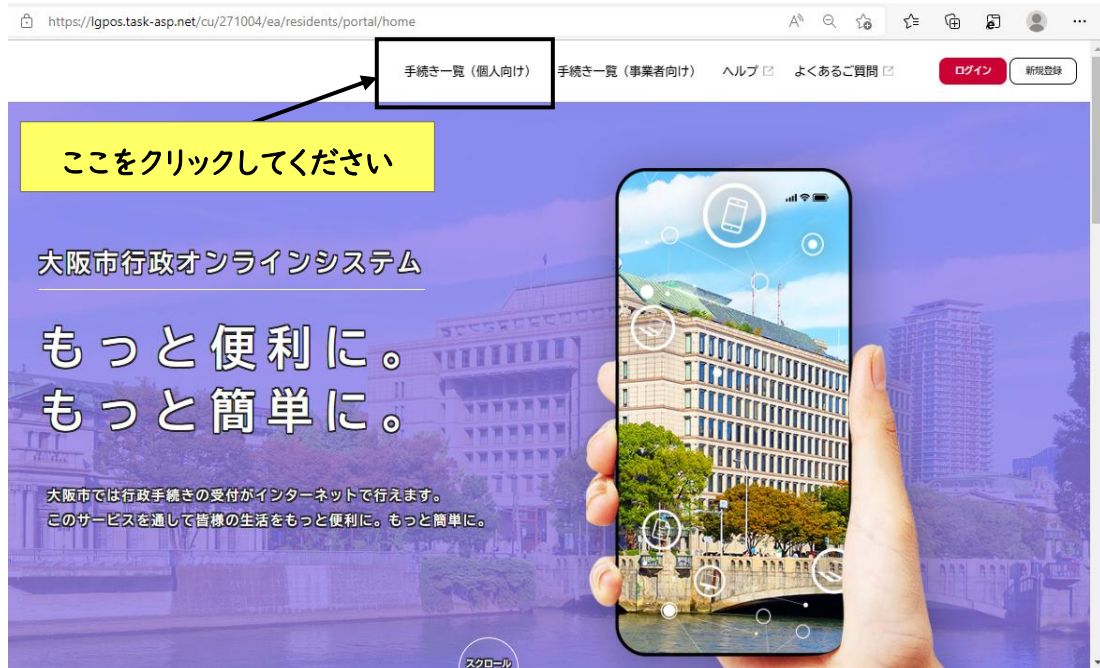 https://lgpos.task-asp.net/cu/271004/ea/residents/portal/home
手続き一覧（個人向け） 手続き一覧（事業者向け） ヘルプ よくあるご質問 ログイン 新規登録
ここをクリックしてください
大阪市行政オンラインシステム
もっと便利に。
もっと簡単に。
大阪市では行政手続きの受付がインターネットで行えます。
このサービスを通して皆様の生活をもっと便利に。もっと簡単に。
スクロール